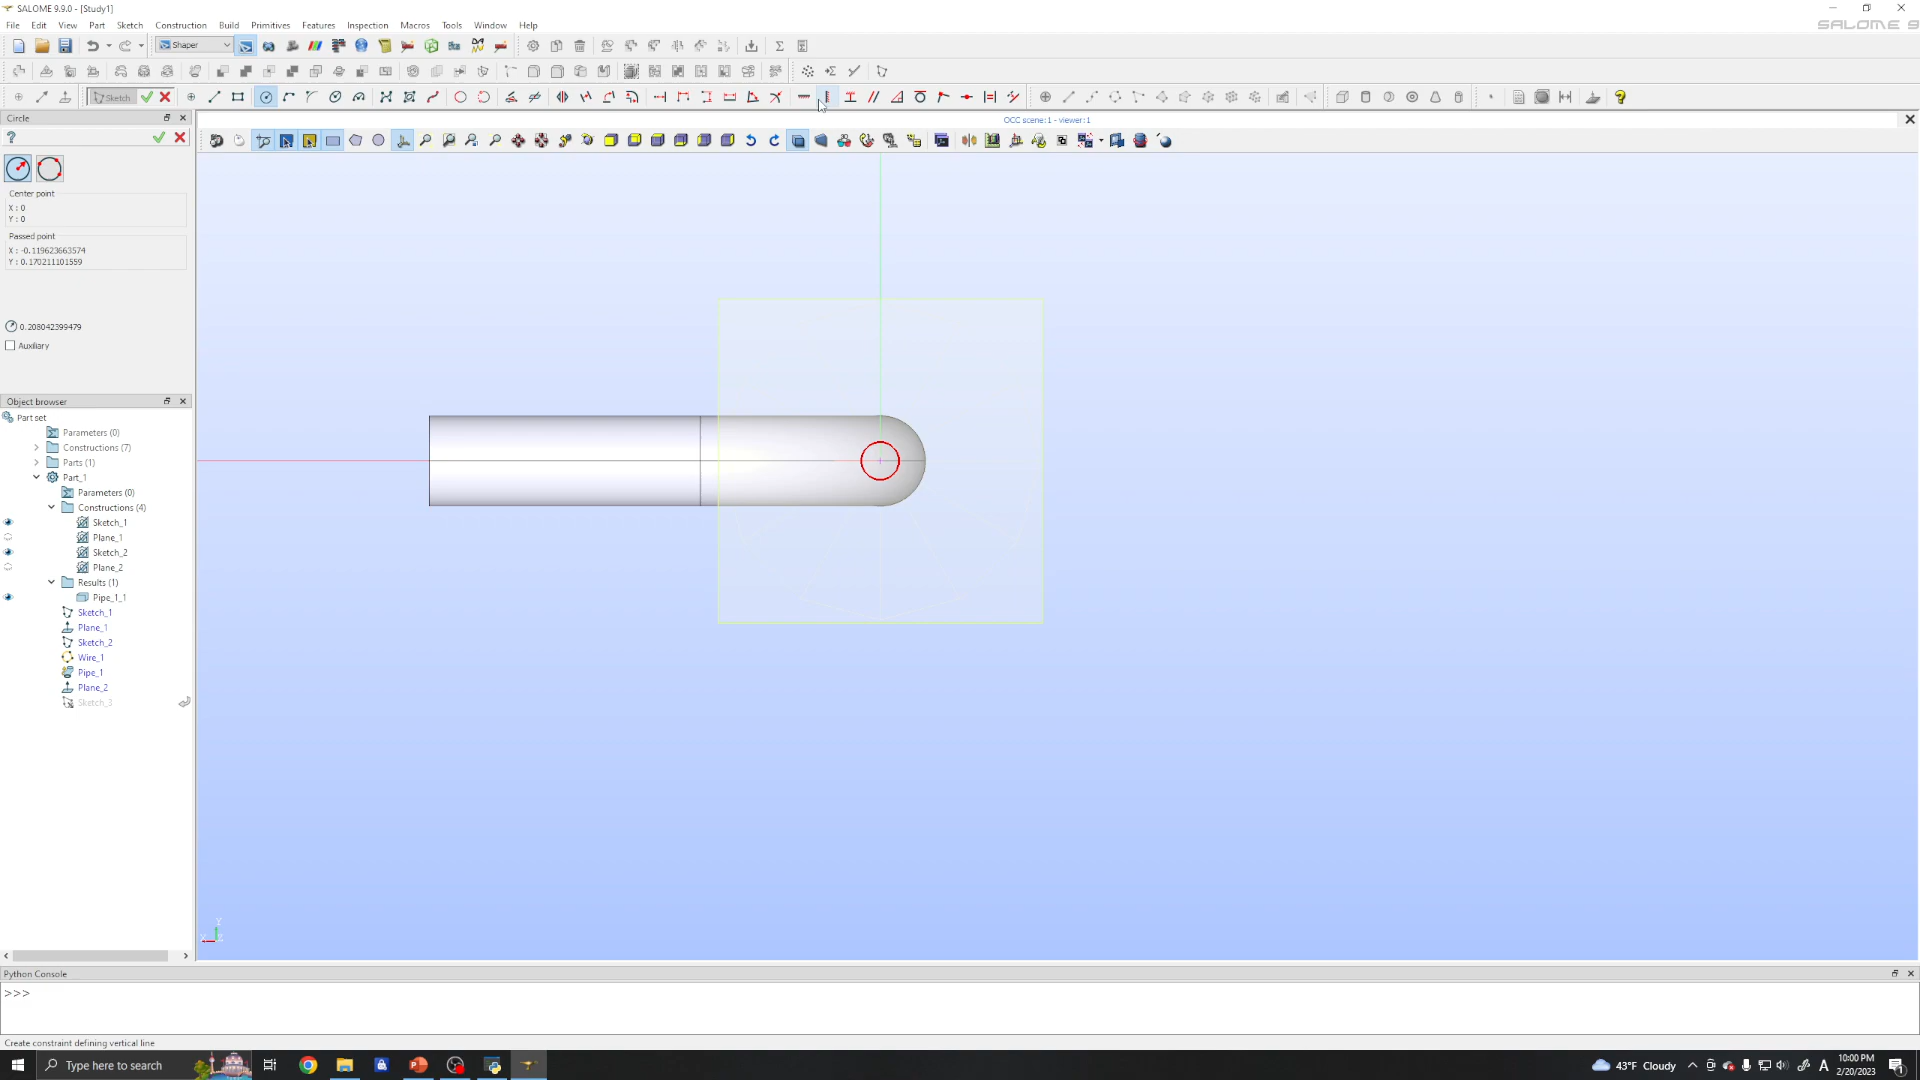 SALOME 9.9.0 - [Study1]
File Edit View Part Sketch Construction Build Primitives Features Inspection Macros Tools Window Help
SALOME 9
Shaper
Sketch
Circle
OCC scene:1 - viewer:1
Center point
X : 0
Y : 0
Passed point
X : -0.119623663574
Y : 0.170211101559
0.208042399479
Auxiliary
Object browser
Part set
Parameters (0)
Constructions (7)
Parts (1)
Part_1
Parameters (0)
Constructions (4)
Sketch_1
Plane_1
Sketch_2
Plane_2
Results (1)
Pipe_1_1
Sketch_1
Plane_1
Sketch_2
Wire_1
Pipe_1
Plane_2
Sketch_3
Y
Python Console
>>>
Create constraint defining vertical line
Type here to search
43°F Cloudy
A
10:00 PM
2/20/2023
1